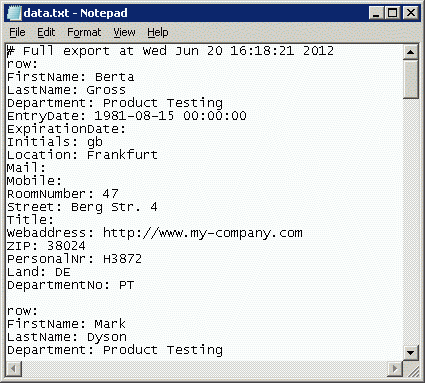 data.txt - Notepad
File Edit Format View Help
# Full export at Wed Jun 20 16:18:21 2012
row:
FirstName: Berta
LastName: Gross
Department: Product Testing
EntryDate: 1981-08-15 00:00:00
ExpirationDate:
Initials: gb
Location: Frankfurt
Mail:
Mobile:
RoomNumber: 47
Street: Berg Str. 4
Title:
Webaddress: http://www.my-company.com
ZIP: 38024
PersonalNr: H3872
Land: DE
DepartmentNo: PT
row:
FirstName: Mark
LastName: Dyson
Department: Product Testing